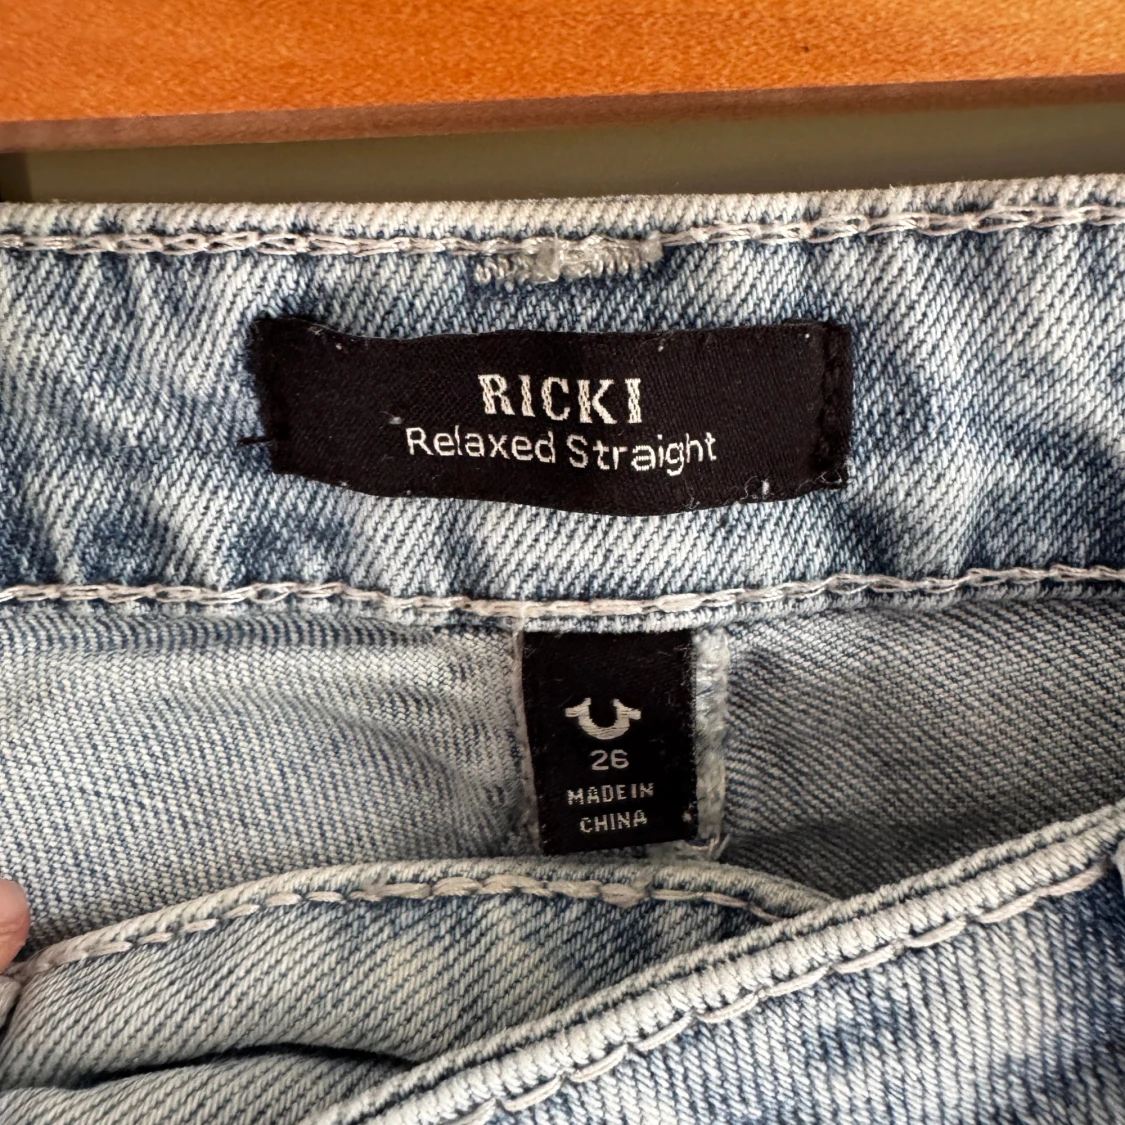 RICKI
Relaxed Straight
26
MADE IN
CHINA